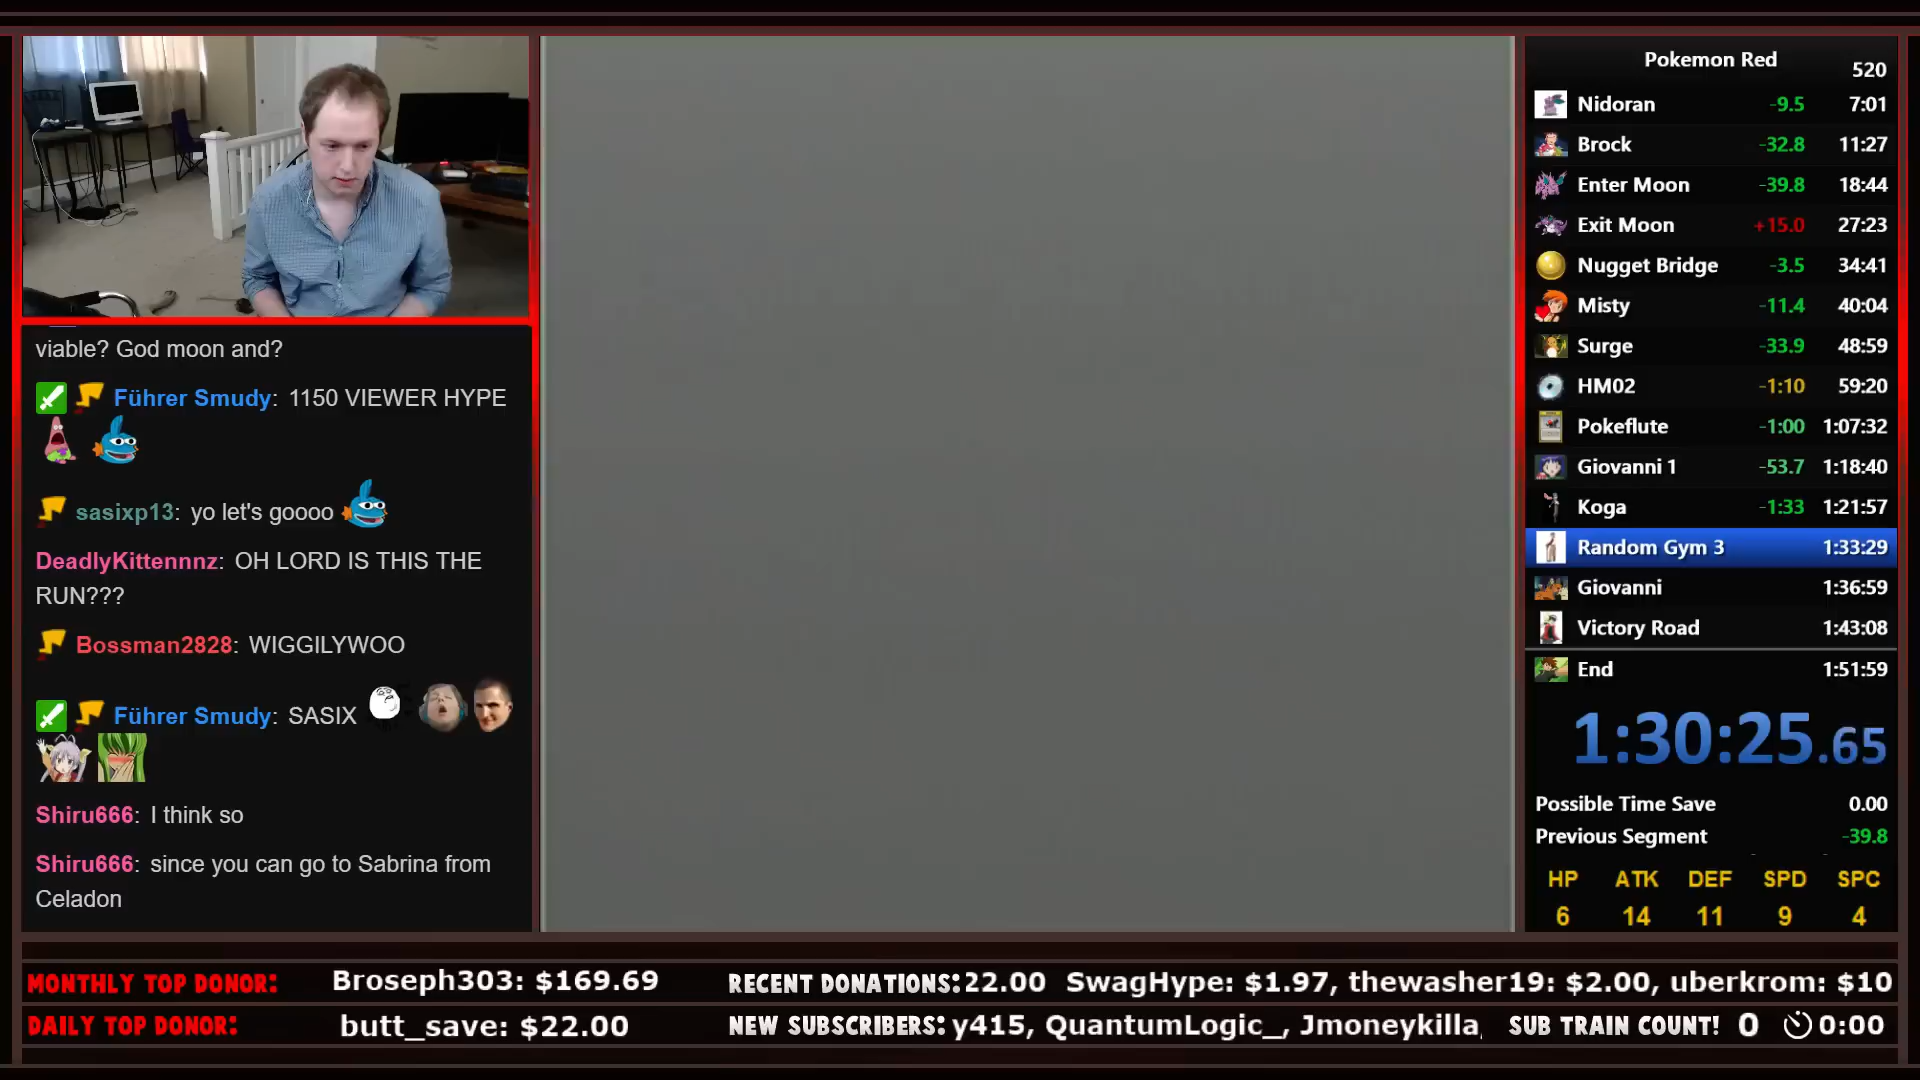 viable? God moon and?
Führer Smudy: 1150 VIEWER HYPE
sasixp13: yo let's goooo
DeadlyKittennnz: OH LORD IS THIS THE
RUN???
Bossman2828: WIGGILYWOO
Führer Smudy: SASIX
Shiru666: I think so
Shiru666: since you can go to Sabrina from
Celadon
Pokemon Red
520
Nidoran -9.5 7:01
Brock -32.8 11:27
Enter Moon -39.8 18:44
Exit Moon +15.0 27:23
Nugget Bridge -3.5 34:41
Misty -11.4 40:04
Surge -33.9 48:59
HM02 -1:10 59:20
Pokeflute -1:00 1:07:32
Giovanni 1 -53.7 1:18:40
Koga -1:33 1:21:57
Random Gym 3 1:33:29
Giovanni 1:36:59
Victory Road 1:43:08
End 1:51:59
1:30:25.65
Possible Time Save 0.00
Previous Segment -39.8
HP ATK DEF SPD SPC
6 14 11 9 4
MONTHLY TOP DONOR: Broseph303: $169.69 RECENT DONATIONS: 22.00 SwagHype: $1.97, thewasher19: $2.00, uberkrom: $10
DAILY TOP DONOR: butt_save: $22.00 NEW SUBSCRIBERS: y415, QuantumLogic_, Jmoneykilla, SUB TRAIN COUNT! 0 0:00